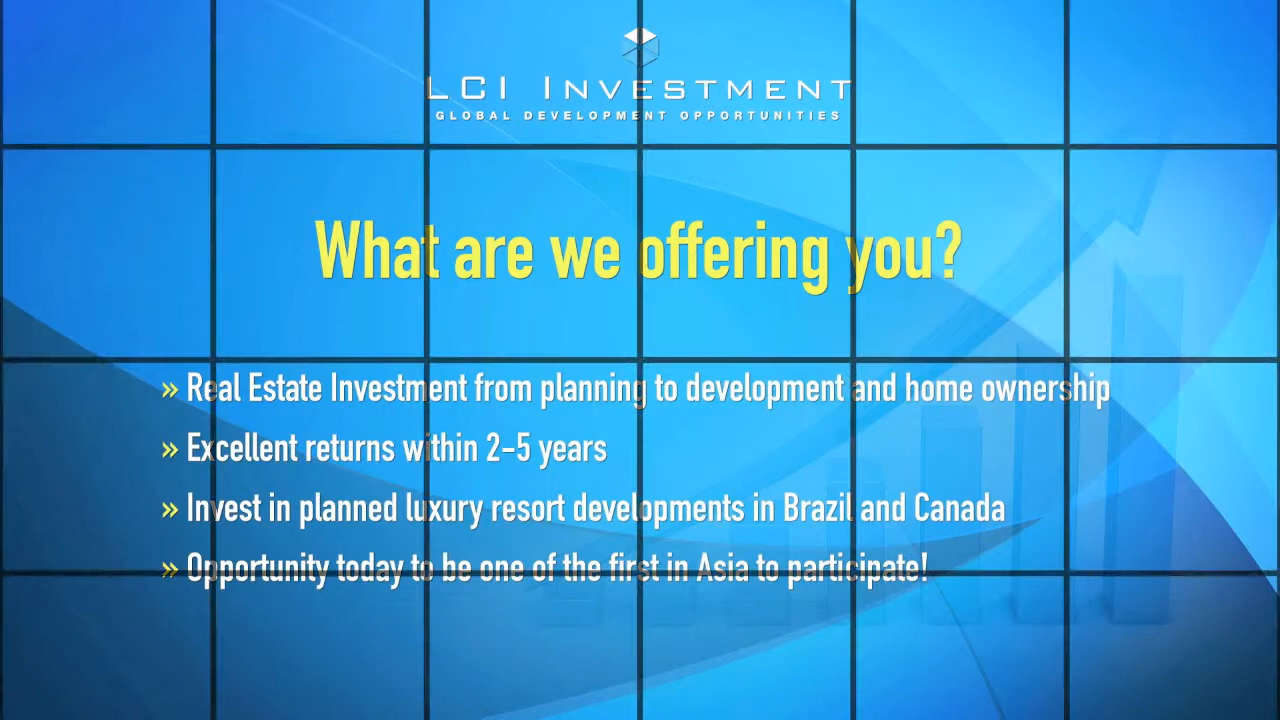 LCI INVESTMENT
GLOBAL DEVELOPMENT OPPORTUNITIES
What are we offering you?
» Real Estate Investment from planning to development and home ownership
» Excellent returns within 2-5 years
» Invest in planned luxury resort developments in Brazil and Canada
» Opportunity today to be one of the first in Asia to participate!